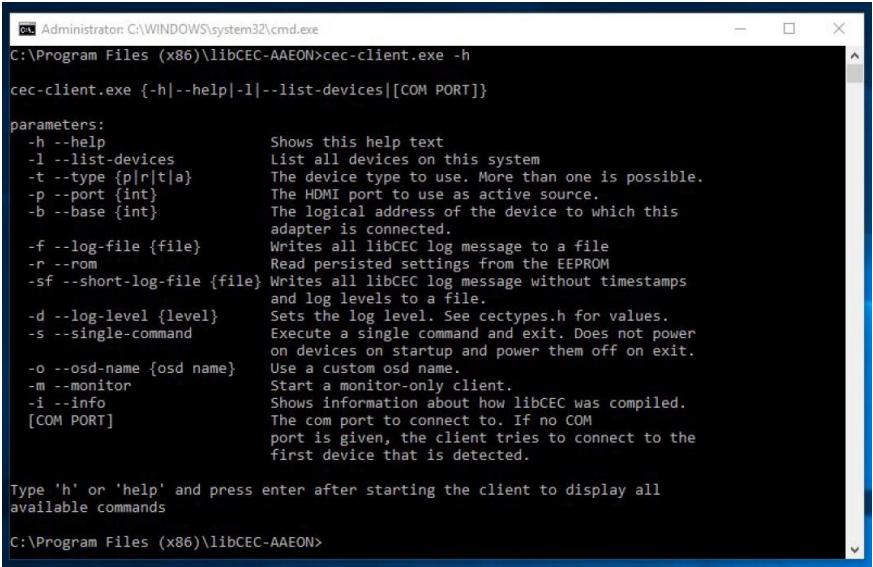 Administrator: C:\WINDOWS\system32\cmd.exe
C:\Program Files (x86)\libCEC-AAEON>cec-client.exe -h
cec-client.exe {-h|--help|-l|--list-devices|[COM PORT]}
parameters:
-h --help Shows this help text
-l --list-devices List all devices on this system
-t --type {p|r|t|a} The device type to use. More than one is possible.
-p --port {int} The HDMI port to use as active source.
-b --base {int} The logical address of the device to which this
adapter is connected.
-f --log-file {file} Writes all libCEC log message to a file
-r --rom Read persisted settings from the EEPROM
-sf --short-log-file {file} Writes all libCEC log message without timestamps
and log levels to a file.
-d --log-level {level} Sets the log level. See cectypes.h for values.
-s --single-command Execute a single command and exit. Does not power
on devices on startup and power them off on exit.
-o --osd-name {osd name} Use a custom osd name.
-m --monitor Start a monitor-only client.
-i --info Shows information about how libCEC was compiled.
[COM PORT] The com port to connect to. If no COM
port is given, the client tries to connect to the
first device that is detected.
Type 'h' or 'help' and press enter after starting the client to display all
available commands
C:\Program Files (x86)\libCEC-AAEON>